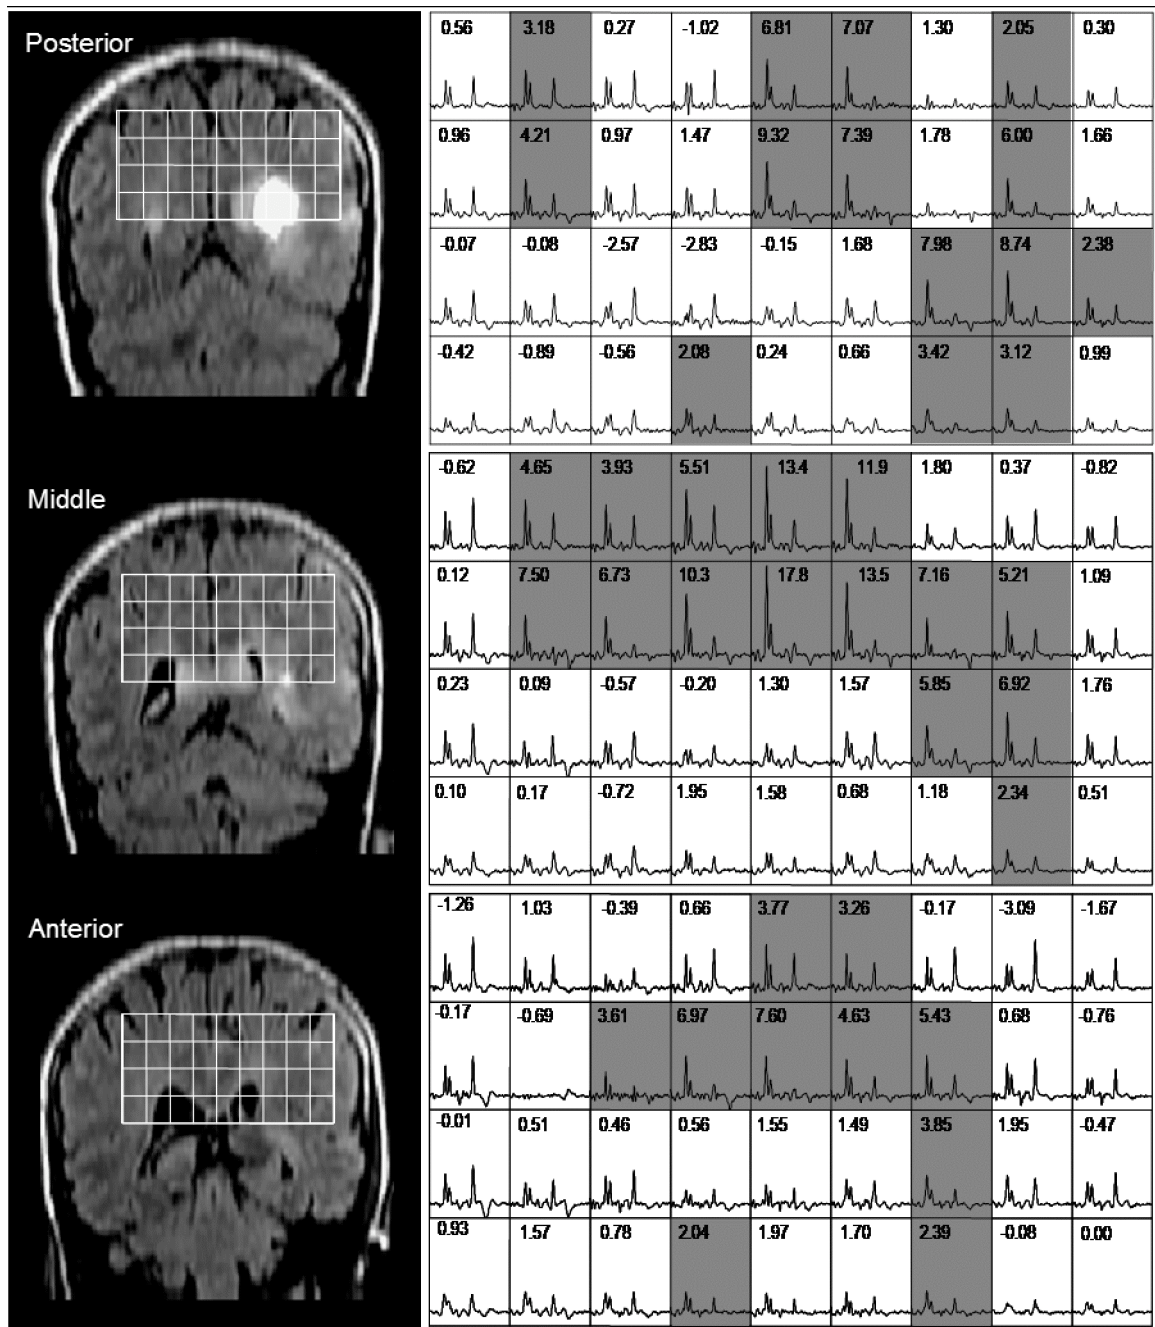 Posterior
0.56 3.18 0.27 -1.02 6.81 7.07 1.30 2.05 0.30
0.96 4.21 0.97 1.47 9.32 7.39 1.78 6.00 1.66
-0.07 -0.08 -2.57 -2.83 -0.15 1.68 7.98 8.74 2.38
-0.42 -0.89 -0.56 2.08 0.24 0.66 3.42 3.12 0.99
Middle
-0.62 4.65 3.93 5.51 13.4 11.9 1.80 0.37 -0.82
0.12 7.50 6.73 10.3 17.8 13.5 7.16 5.21 1.09
0.23 0.09 -0.57 -0.20 1.30 1.57 5.85 6.92 1.76
0.10 0.17 -0.72 1.95 1.58 0.68 1.18 2.34 0.51
Anterior
-1.26 1.03 -0.39 0.66 3.77 3.26 -0.17 -3.09 -1.67
-0.17 -0.69 3.61 6.97 7.60 4.63 5.43 0.68 -0.76
-0.01 0.51 0.46 0.56 1.55 1.49 3.85 1.95 -0.47
0.93 1.57 0.78 2.04 1.97 1.70 2.39 -0.08 0.00